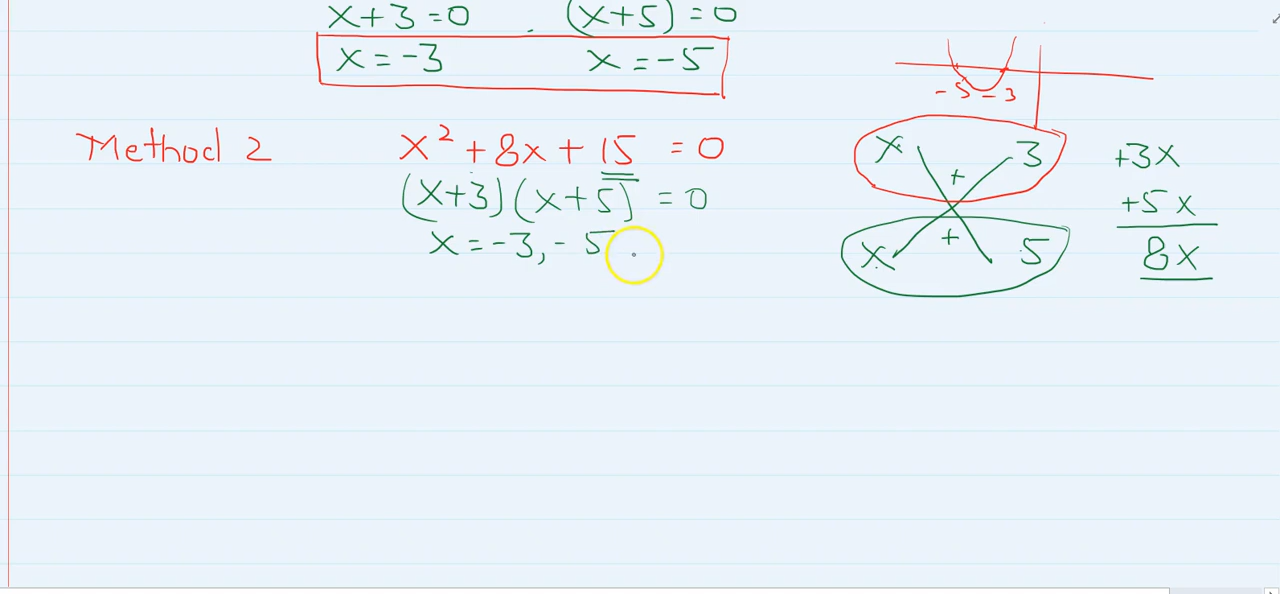 x+3=0 (x+5)=0
x=-3 x=-5
-5 -3
Method 2 x²+8x+15=0
(x+3)(x+5)=0
x=-3,-5
x + 3 +3x
+5x
x + 5 8x